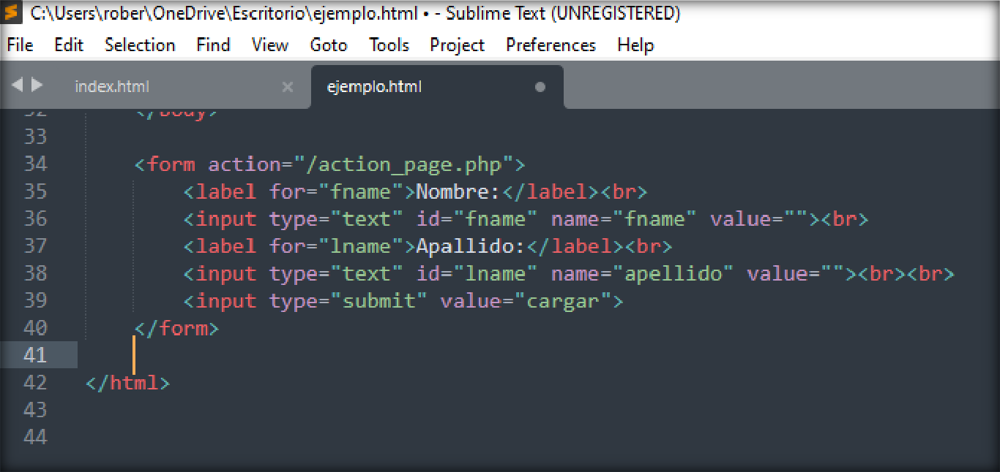 C:\Users\rober\OneDrive\Escritorio\ejemplo.html • - Sublime Text (UNREGISTERED)
File Edit Selection Find View Goto Tools Project Preferences Help
index.html × ejemplo.html
32 </body>
33
34 <form action="/action_page.php">
35 <label for="fname">Nombre:</label><br>
36 <input type="text" id="fname" name="fname" value=""><br>
37 <label for="lname">Apallido:</label><br>
38 <input type="text" id="lname" name="apellido" value=""><br><br>
39 <input type="submit" value="cargar">
40 </form>
41
42 </html>
43
44